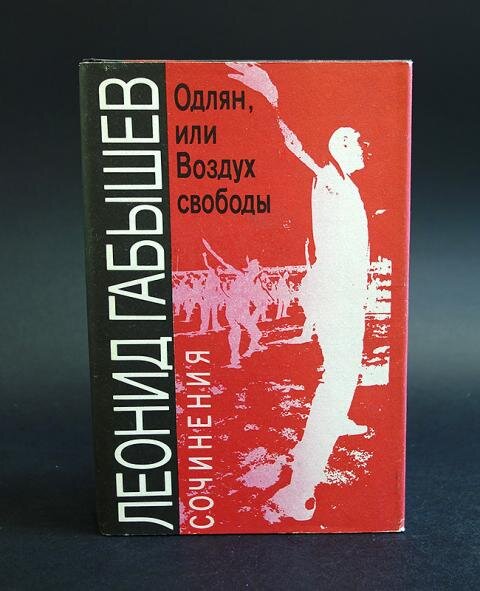 ЛЕОНИД ГАБЫШЕВ
Одлян,
или
Воздух
свободы
СОЧИНЕНИЯ